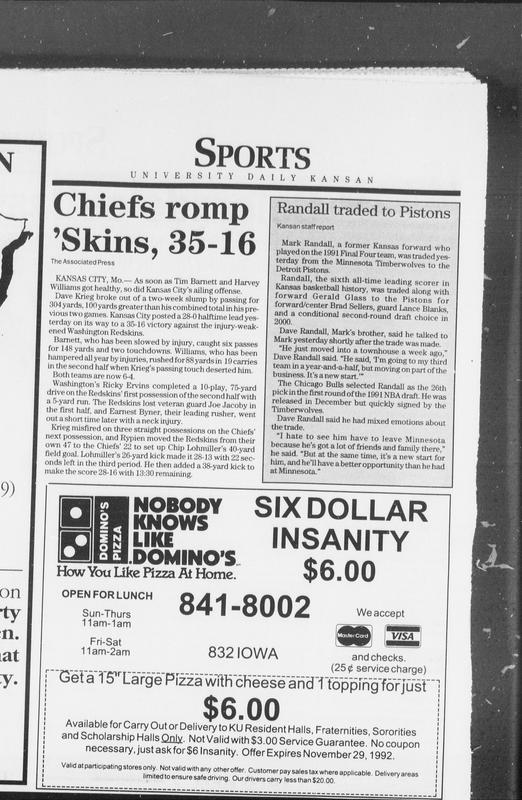 N
9)
on
rty
n.
at
y.
SPORTS
UNIVERSITY DAILY KANSAN
Chiefs romp
'Skins, 35-16
The Associated Press
KANSAS CITY, Mo.— As soon as Tim Barnett and Harvey
Williams got healthy, so did Kansas City's ailing offense.
Dave Krieg broke out of a two-week slump by passing for
304 yards, 100 yards greater than his combined total in his pre-
vious two games. Kansas City posted a 28-0 halftime lead yes-
terday on its way to a 35-16 victory against the injury-weak-
ened Washington Redskins.
Barnett, who has been slowed by injury, caught six passes
for 148 yards and two touchdowns. Williams, who has been
hampered all year by injuries, rushed for 88 yards in 19 carries
in the second half when Krieg's passing touch deserted him.
Both teams are now 6-4.
Washington's Ricky Ervins completed a 10-play, 75-yard
drive on the Redskins' first possession of the second half with
a 5-yard run. The Redskins lost veteran guard Joe Jacoby in
the first half, and Earnest Byner, their leading rusher, went
out a short time later with a neck injury.
Krieg misfired on three straight possessions on the Chiefs'
next possession, and Rypien moved the Redskins from their
own 47 to the Chiefs' 22 to set up Chip Lohmiller's 40-yard
field goal. Lohmiller's 26-yard kick made it 28-13 with 22 sec-
onds left in the third period. He then added a 38-yard kick to
make the score 28-16 with 13:30 remaining.
Randall traded to Pistons
Kansan staff report
Mark Randall, a former Kansas forward who
played on the 1991 Final Four team, was traded yes-
terday from the Minnesota Timberwolves to the
Detroit Pistons.
Randall, the sixth all-time leading scorer in
Kansas basketball history, was traded along with
forward Gerald Glass to the Pistons for
forward/center Brad Sellers, guard Lance Blanks,
and a conditional second-round draft choice in
2000.
Dave Randall, Mark's brother, said he talked to
Mark yesterday shortly after the trade was made.
"He just moved into a townhouse a week ago,"
Dave Randall said. "He said, 'I'm going to my third
team in a year-and-a-half, but moving on part of the
business. It's a new start.'"
The Chicago Bulls selected Randall as the 26th
pick in the first round of the 1991 NBA draft. He was
released in December but quickly signed by the
Timberwolves.
Dave Randall said he had mixed emotions about
the trade.
"I hate to see him have to leave Minnesota
because he's got a lot of friends and family there,"
he said. "But at the same time, it's a new start for
him, and he'll have a better opportunity than he had
at Minnesota."
DOMINO'S
PIZZA
NOBODY
KNOWS
LIKE
DOMINO'S
How You Like Pizza At Home.
SIX DOLLAR
INSANITY
$6.00
OPEN FOR LUNCH
Sun-Thurs
11am-1am
Fri-Sat
11am-2am
841-8002
832 IOWA
We accept
MasterCard
VISA
and checks.
(25¢ service charge)
Get a 15" Large Pizza with cheese and 1 topping for just
$6.00
Available for Carry Out or Delivery to KU Resident Halls, Fraternities, Sororities
and Scholarship Halls Only. Not Valid with $3.00 Service Guarantee. No coupon
necessary, just ask for $6 Insanity. Offer Expires November 29, 1992.
Valid at participating stores only. Not valid with any other offer. Customer pay sales tax where applicable. Delivery areas
limited to ensure safe driving. Our drivers carry less than $20.00.